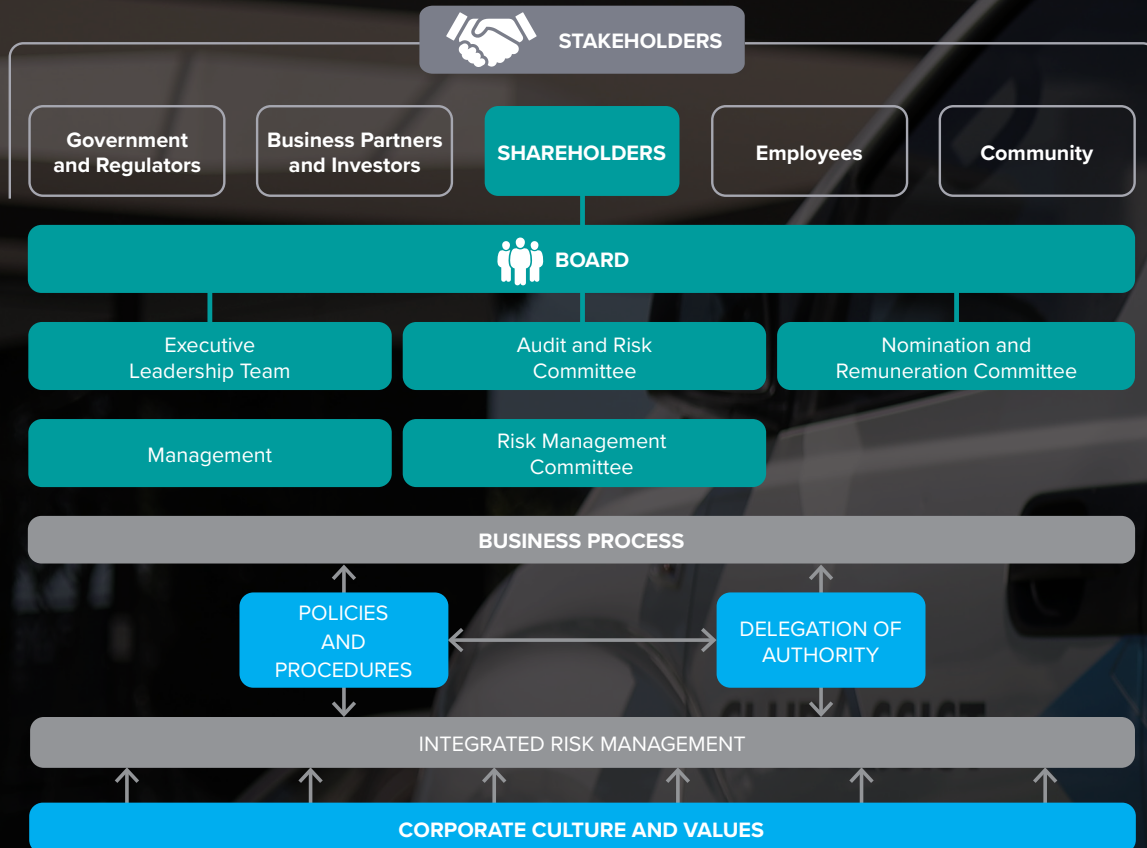 STAKEHOLDERS
Government
and Regulators
Business Partners
and Investors
SHAREHOLDERS
Employees
Community
BOARD
Executive
Leadership Team
Audit and Risk
Committee
Nomination and
Remuneration Committee
Management
Risk Management
Committee
BUSINESS PROCESS
POLICIES
AND
PROCEDURES
DELEGATION OF
AUTHORITY
INTEGRATED RISK MANAGEMENT
CORPORATE CULTURE AND VALUES